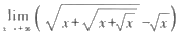 lim x→+∞ ( √(x+√(x+√x)) −√x )